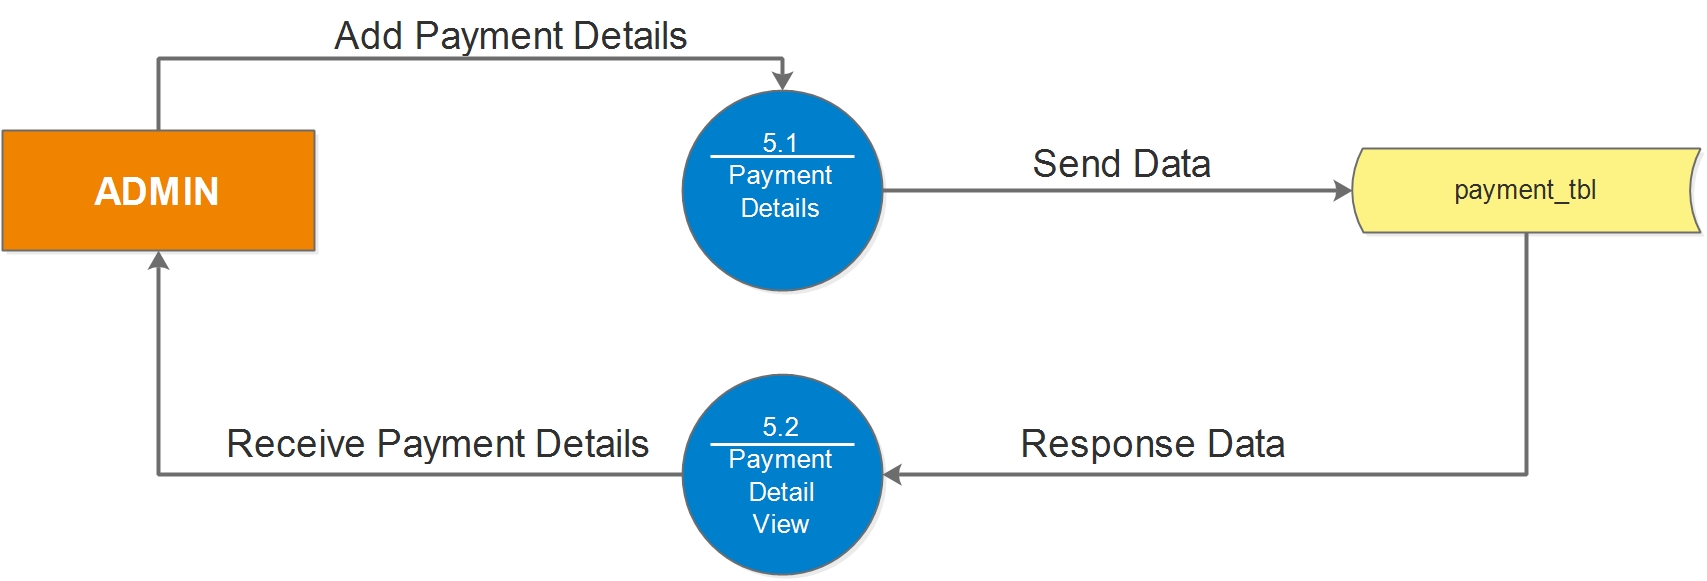 Add Payment Details
ADMIN
5.1
Payment
Details
Send Data
payment_tbl
Receive Payment Details
5.2
Payment
Detail
View
Response Data